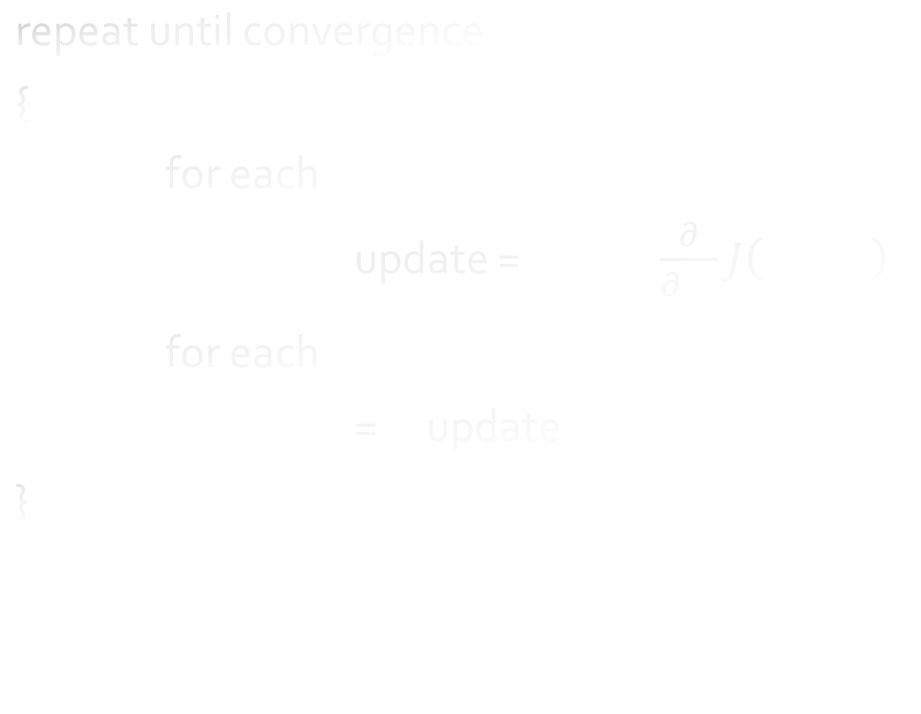 repeat until convergence
{
for each
update = ∂/∂ J( )
for each
= update
}